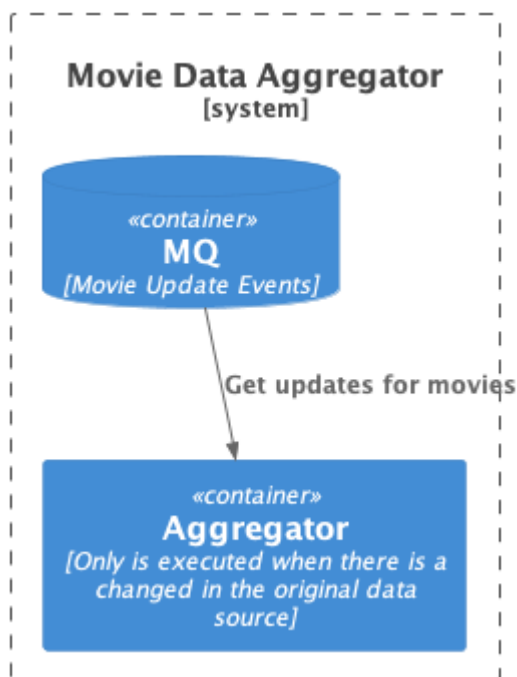 Movie Data Aggregator
[system]
«container»
MQ
[Movie Update Events]
Get updates for movies
«container»
Aggregator
[Only is executed when there is a
changed in the original data
source]